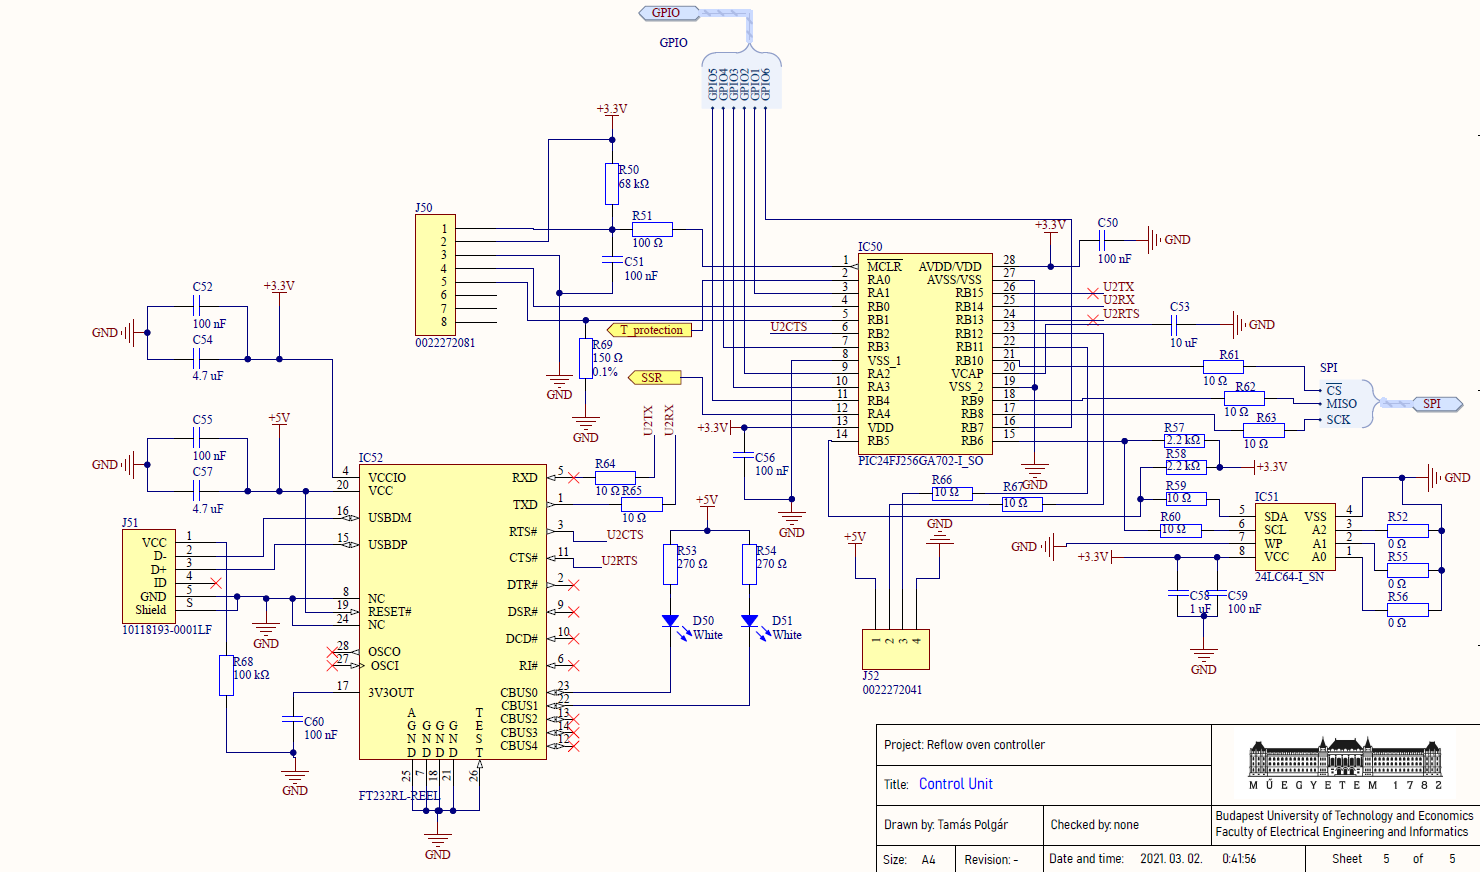 GPIO
GPIO
GPIO5
GPIO4
GPIO3
GPIO2
GPIO1
GPIO6
+3.3V
R50
68 kΩ
J50
1
2
3
4
5
6
7
8
0022272081
R51
100 Ω
C51
100 nF
GND
T_protection
R69
150 Ω
0.1%
GND
SSR
U2CTS
U2TX
U2RX
IC50
1 MCLR AVDD/VDD 28
2 RA0 AVSS/VSS 27
3 RA1 RB15 26
4 RB0 RB14 25
5 RB1 RB13 24
6 RB2 RB12 23
7 RB3 RB11 22
8 VSS_1 RB10 21
9 RA2 VCAP 20
10 RA3 VSS_2 19
11 RB4 RB9 18
12 RA4 RB8 17
13 VDD RB7 16
14 RB5 RB6 15
PIC24FJ256GA702-I_SO
+3.3V
C50
100 nF
GND
U2TX
U2RX
U2RTS
C53
10 uF
GND
R61
10 Ω
R62
10 Ω
R63
10 Ω
SPI
CS
MISO
SCK
SPI
+3.3V
C56
100 nF
GND
GND
R57
2.2 kΩ
R58
2.2 kΩ
+3.3V
R59
10 Ω
R60
10 Ω
R66
10 Ω
R67
10 Ω
IC51
5 SDA VSS 4
6 SCL A2 3
7 WP A1 2
8 VCC A0 1
24LC64-I_SN
GND
+3.3V
C58
1 uF
C59
100 nF
GND
GND
R52
0 Ω
R55
0 Ω
R56
0 Ω
+5V
GND
1
2
3
4
J52
0022272041
C52
100 nF
C54
4.7 uF
GND
+3.3V
C55
100 nF
C57
4.7 uF
GND
+5V
J51
VCC 1
D- 2
D+ 3
ID 4
GND 5
Shield S
10118193-0001LF
GND
R68
100 kΩ
C60
100 nF
GND
IC52
4 VCCIO
20 VCC
16 USBDM
15 USBDP
8 NC
19 RESET#
24 NC
28 OSCO
27 OSCI
17 3V3OUT
RXD 5
TXD 1
RTS# 3
CTS# 11
DTR# 2
DSR# 9
DCD# 10
RI# 6
CBUS0 23
CBUS1 22
CBUS2 13
CBUS3 14
CBUS4 12
AGND
GND
GND
GND
TEST
25
7
18
21
26
FT232RL-REEL
GND
R64
10 Ω
R65
10 Ω
U2CTS
U2RTS
+5V
R53
270 Ω
R54
270 Ω
D50
White
D51
White
Project: Reflow oven controller
Title: Control Unit
Drawn by: Tamás Polgár
Checked by: none
Size: A4
Revision: -
Date and time: 2021. 03. 02. 0:41:56
Sheet 5 of 5
MŰEGYETEM 1782
Budapest University of Technology and Economics
Faculty of Electrical Engineering and Informatics